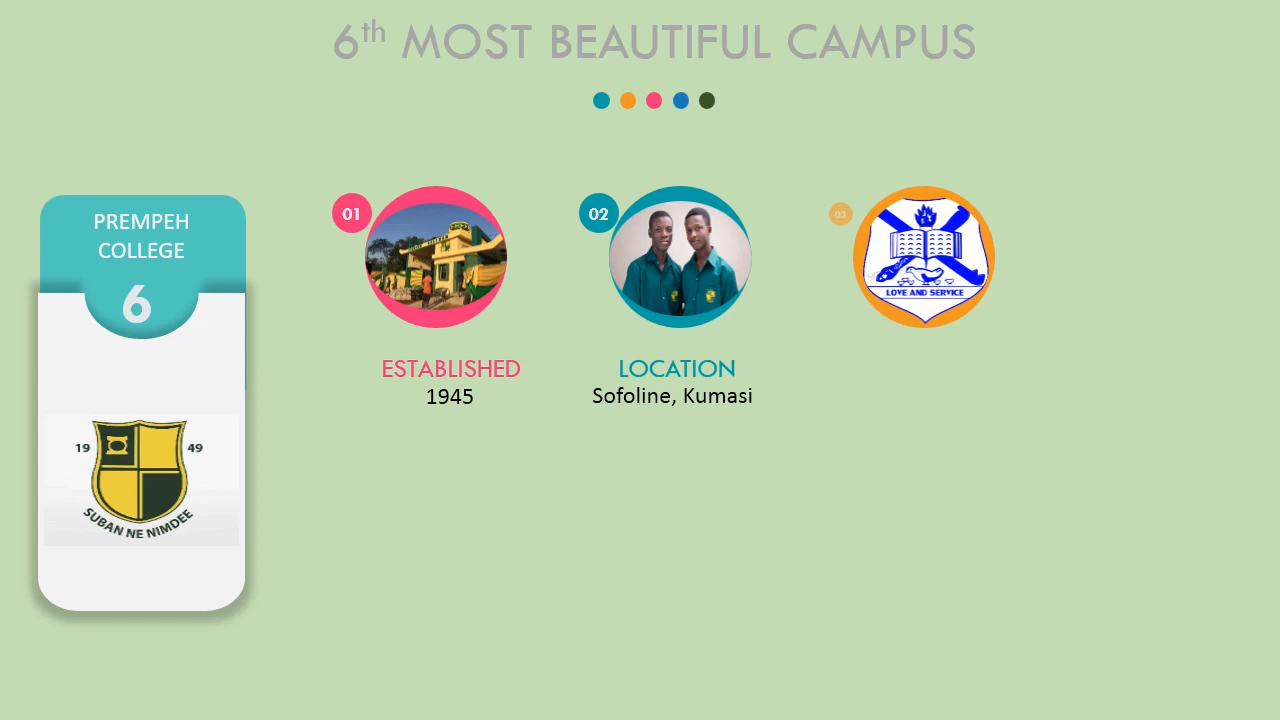 6th MOST BEAUTIFUL CAMPUS
PREMPEH
COLLEGE
6
19 49
SUBAN NE NIMDEE
01
02
03
LOVE AND SERVICE
ESTABLISHED
1945
LOCATION
Sofoline, Kumasi